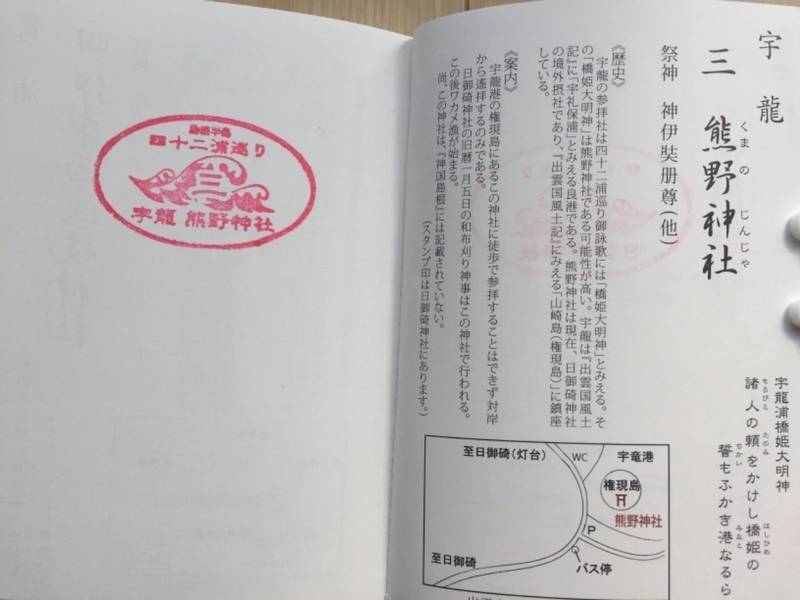 島根半島
四十二浦巡り
三
宇龍 熊野神社
宇龍
三 熊野神社
くまの じんじゃ
祭神 神伊奘册尊(他)
《歴史》
宇龍の参拝社は四十二浦巡り御詠歌には「橋姫大明神」とみえる。そ
の「橋姫大明神」は熊野神社である可能性が高い。宇龍は『出雲国風土
記』に「宇礼保浦」とみえる良港である。熊野神社は現在、日御碕神社
の境外摂社であり、『出雲国風土記』にみえる「山崎島(権現島)」に鎮座
している。
《案内》
宇龍港の権現島にあるこの神社に徒歩で参拝することはできず対岸
から遙拝するのみである。
日御碕神社の旧暦一月五日の和布刈り神事はこの神社で行われる。
この後ワカメ漁が始まる。
尚、この神社は、『神国島根』には記載されていない。
(スタンプ印は日御碕神社にあります。)
宇龍浦橋姫大明神
諸人の頼をかけし橋姫の
もろびと たのみ はしひめ
誓もふかき港なるら
ちかい みなと
至日御碕(灯台)
WC
宇竜港
権現島
熊野神社
P
バス停
至日御碕